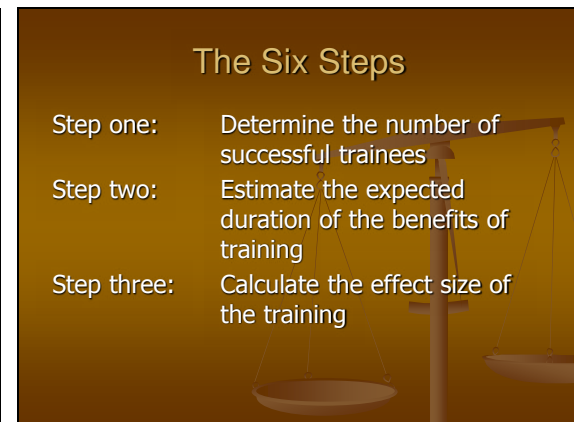 The Six Steps
Step one: Determine the number of
successful trainees
Step two: Estimate the expected
duration of the benefits of
training
Step three: Calculate the effect size of
the training